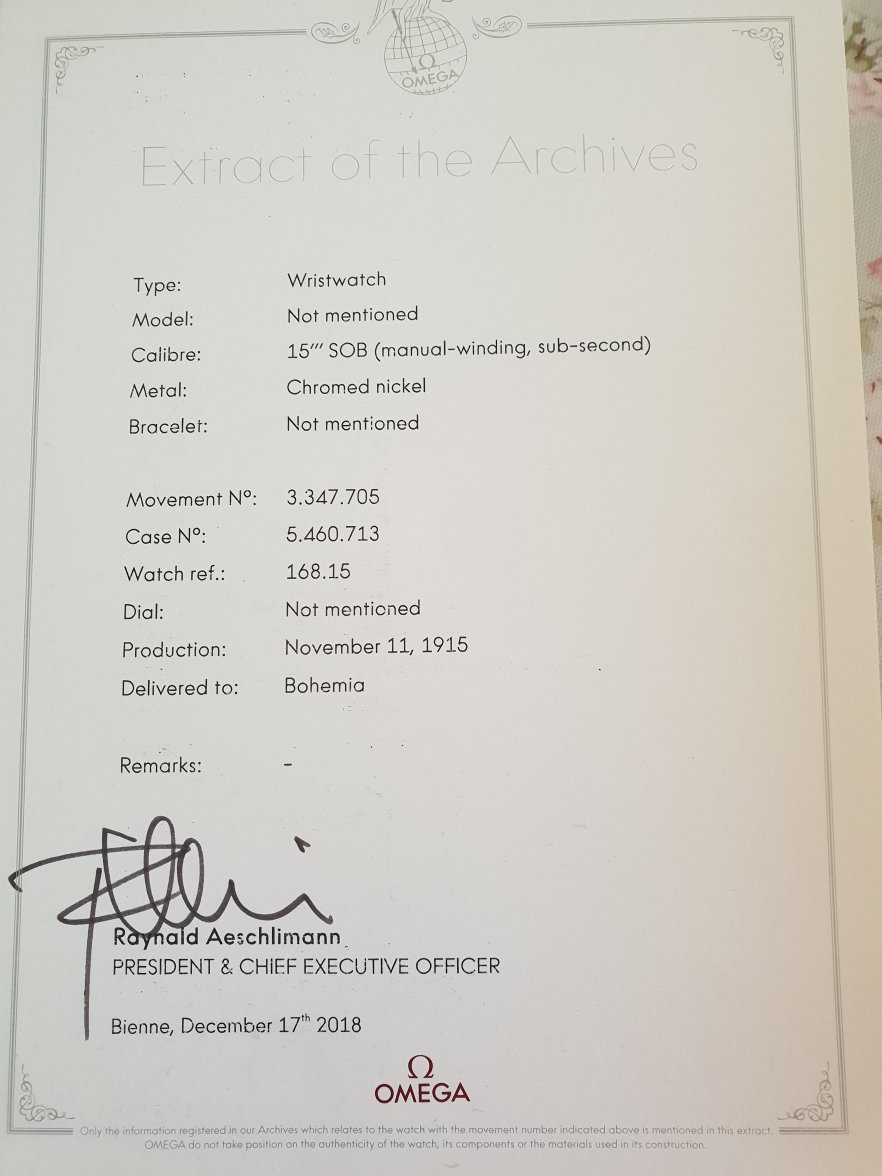 Ω
OMEGA
Extract of the Archives
Type: Wristwatch
Model: Not mentioned
Calibre: 15‴ SOB (manual-winding, sub-second)
Metal: Chromed nickel
Bracelet: Not mentioned
Movement Nº: 3.347.705
Case Nº: 5.460.713
Watch ref.: 168.15
Dial: Not mentioned
Production: November 11, 1915
Delivered to: Bohemia
Remarks: -
Raynald Aeschlimann
PRESIDENT & CHIEF EXECUTIVE OFFICER
Bienne, December 17th 2018
Ω
OMEGA
Only the information registered in our Archives which relates to the watch with the movement number indicated above is mentioned in this extract.
OMEGA do not take position on the authenticity of the watch, its components or the materials used in its construction.